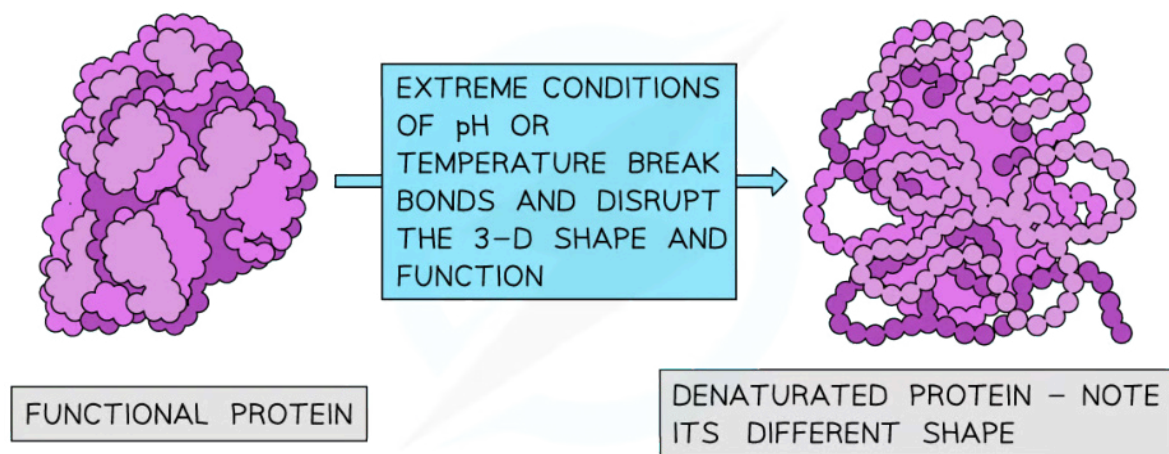 EXTREME CONDITIONS
OF pH OR
TEMPERATURE BREAK
BONDS AND DISRUPT
THE 3-D SHAPE AND
FUNCTION
FUNCTIONAL PROTEIN
DENATURATED PROTEIN – NOTE
ITS DIFFERENT SHAPE